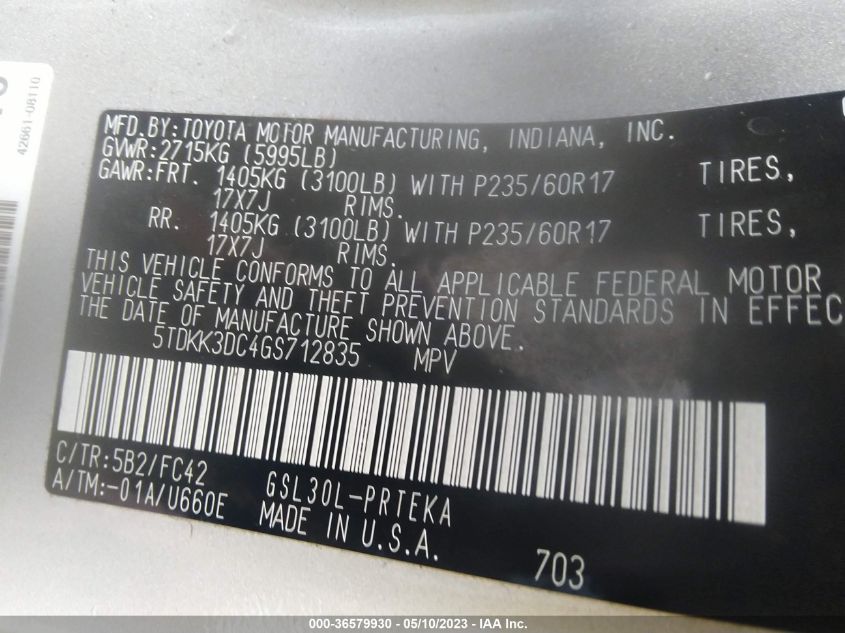 42661-08110
MFD.BY:TOYOTA MOTOR MANUFACTURING, INDIANA, INC.
GVWR:2715KG (5995LB)
GAWR:FRT. 1405KG (3100LB) WITH P235/60R17 TIRES,
17X7J RIMS.
RR. 1405KG (3100LB) WITH P235/60R17 TIRES,
17X7J RIMS.
THIS VEHICLE CONFORMS TO ALL APPLICABLE FEDERAL MOTOR
VEHICLE SAFETY AND THEFT PREVENTION STANDARDS IN EFFEC
THE DATE OF MANUFACTURE SHOWN ABOVE.
5TDKK3DC4GS712835 MPV
C/TR:5B2/FC42
A/TM:-01A/U660E
GSL30L-PRTEKA
MADE IN U.S.A.
703
000-36579930 - 05/10/2023 - IAA Inc.